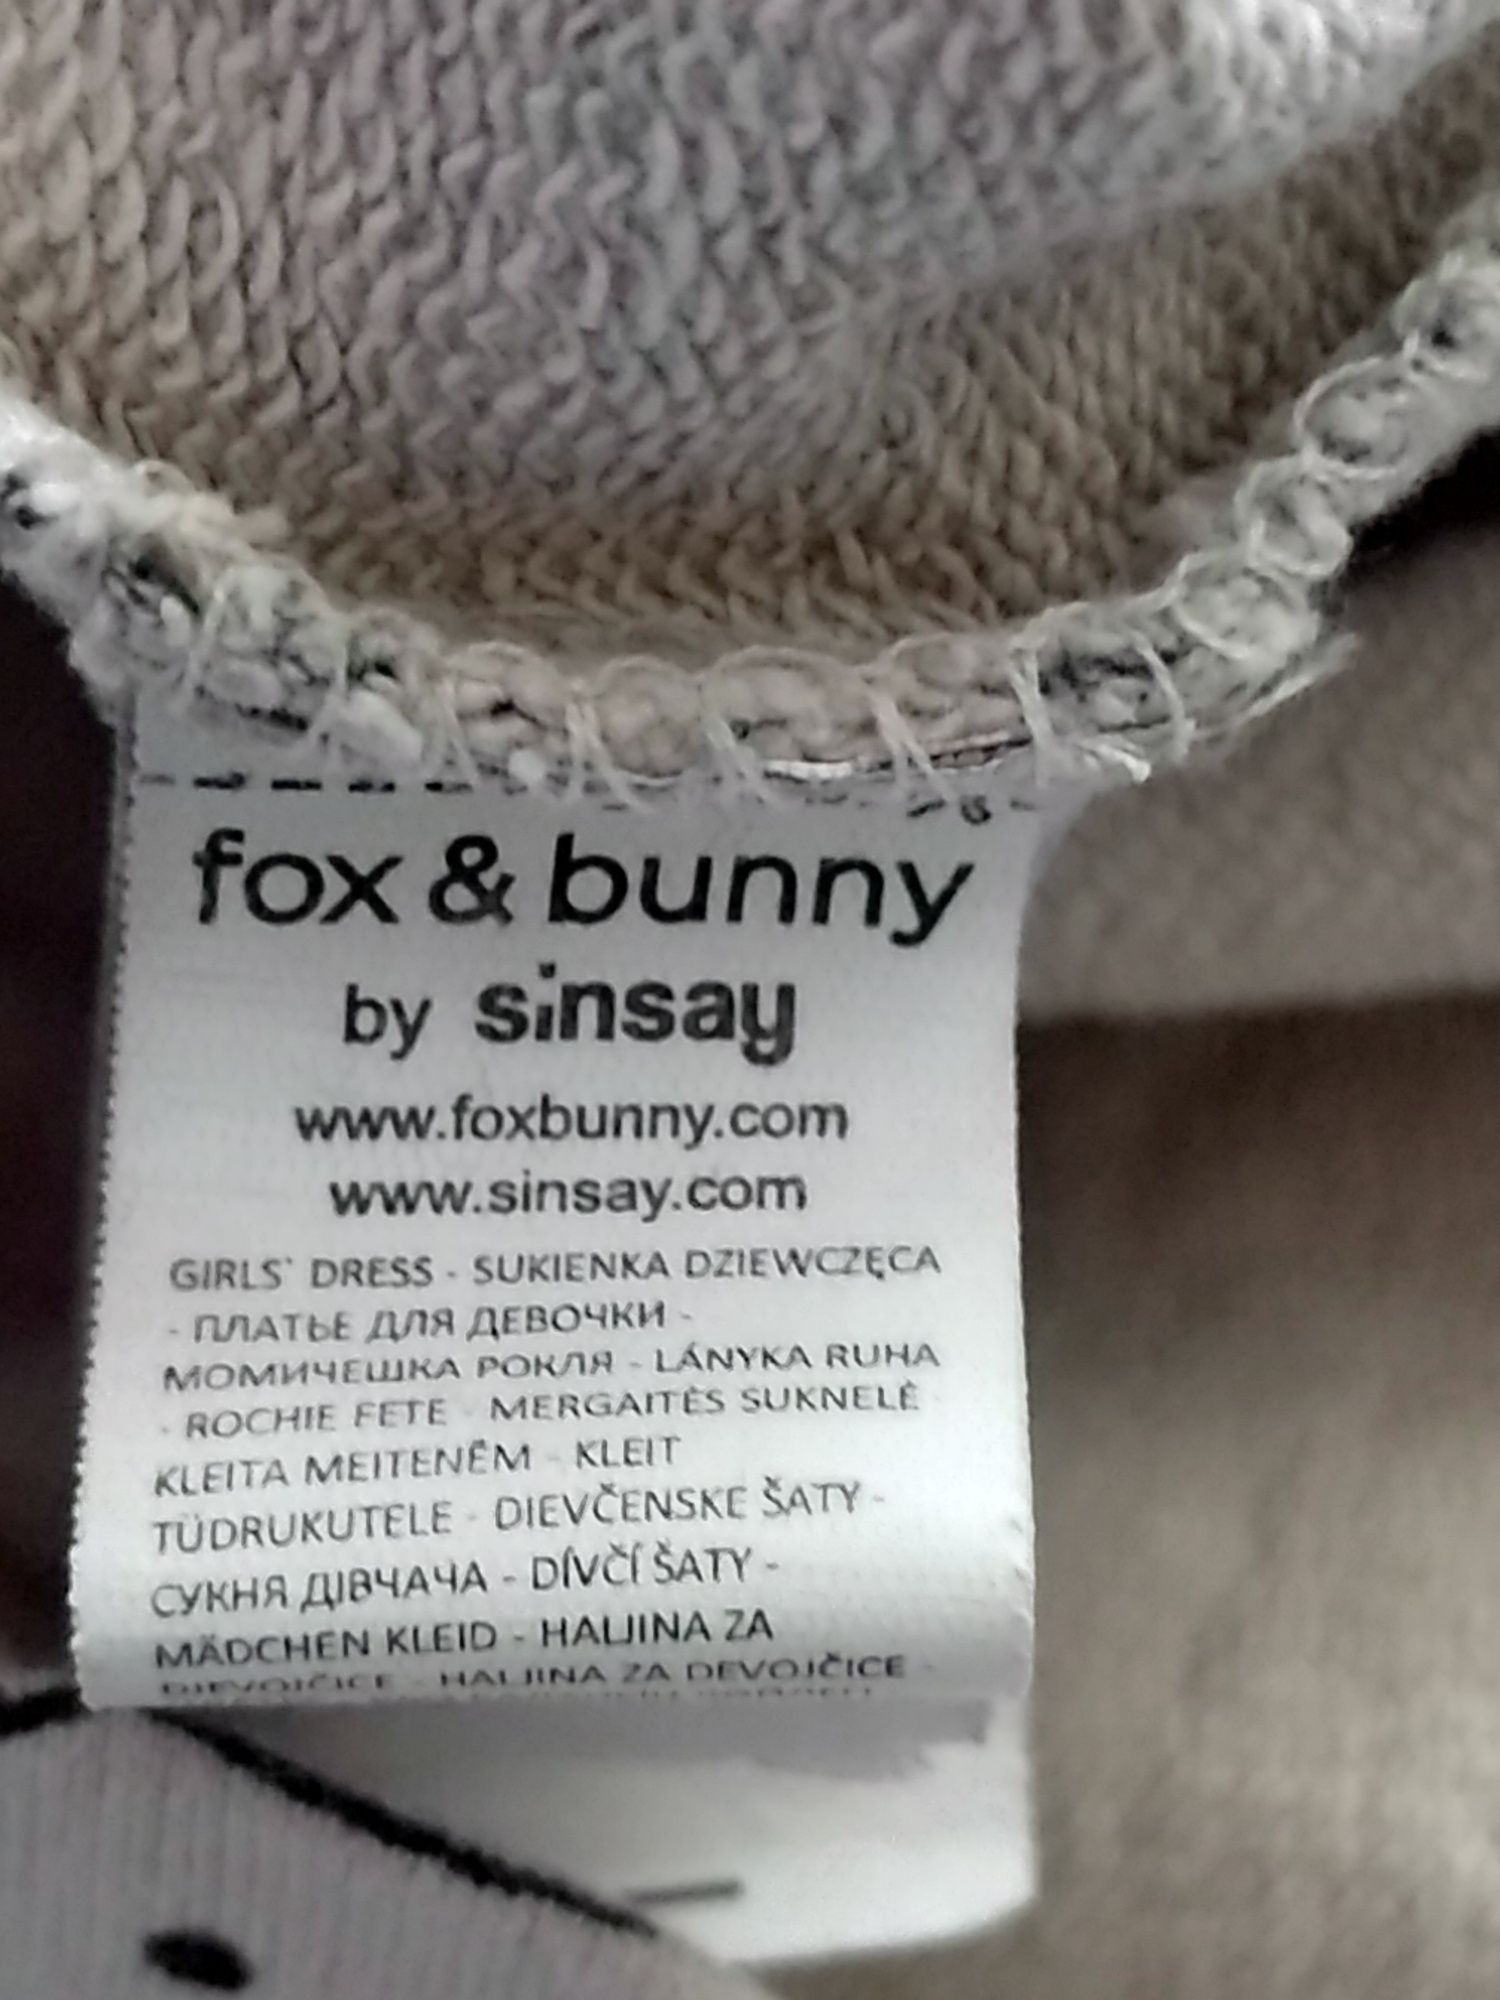 fox & bunny
by sinsay
www.foxbunny.com
www.sinsay.com
GIRLS' DRESS - SUKIENKA DZIEWCZĘCA
- ПЛАТЬЕ ДЛЯ ДЕВОЧКИ -
МОМИЧЕШКА РОКЛЯ - LÁNYKA RUHA
- ROCHIE FETE - MERGAITĖS SUKNELĖ
KLEITA MEITENĒM - KLEIT
TÜDRUKUTELE - DIEVČENSKE ŠATY -
СУКНЯ ДІВЧАЧА - DÍVČÍ ŠATY -
MÄDCHEN KLEID - HALJINA ZA
DJEVOJČICE - HALJINA ZA DEVOJČICE -